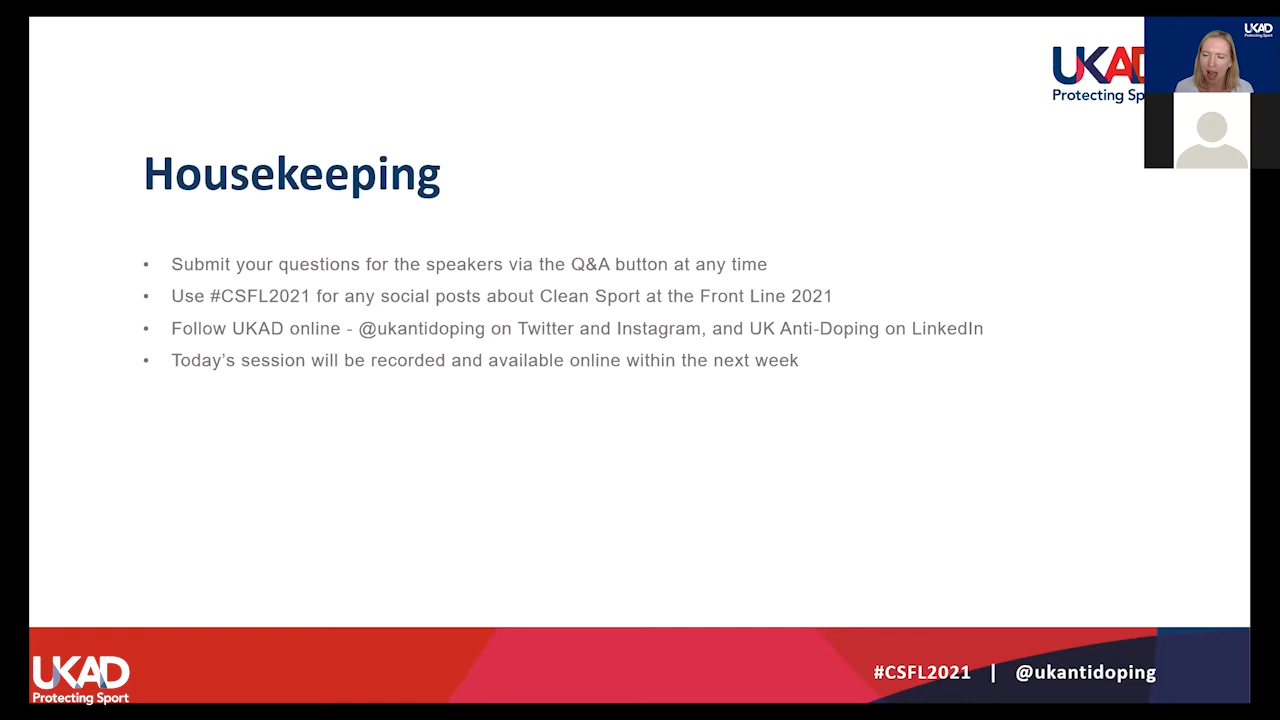 UKAD
Protecting Sport
UKAD
Protecting Sp
Housekeeping
• Submit your questions for the speakers via the Q&A button at any time
• Use #CSFL2021 for any social posts about Clean Sport at the Front Line 2021
• Follow UKAD online - @ukantidoping on Twitter and Instagram, and UK Anti-Doping on LinkedIn
• Today’s session will be recorded and available online within the next week
UKAD
Protecting Sport
#CSFL2021 | @ukantidoping